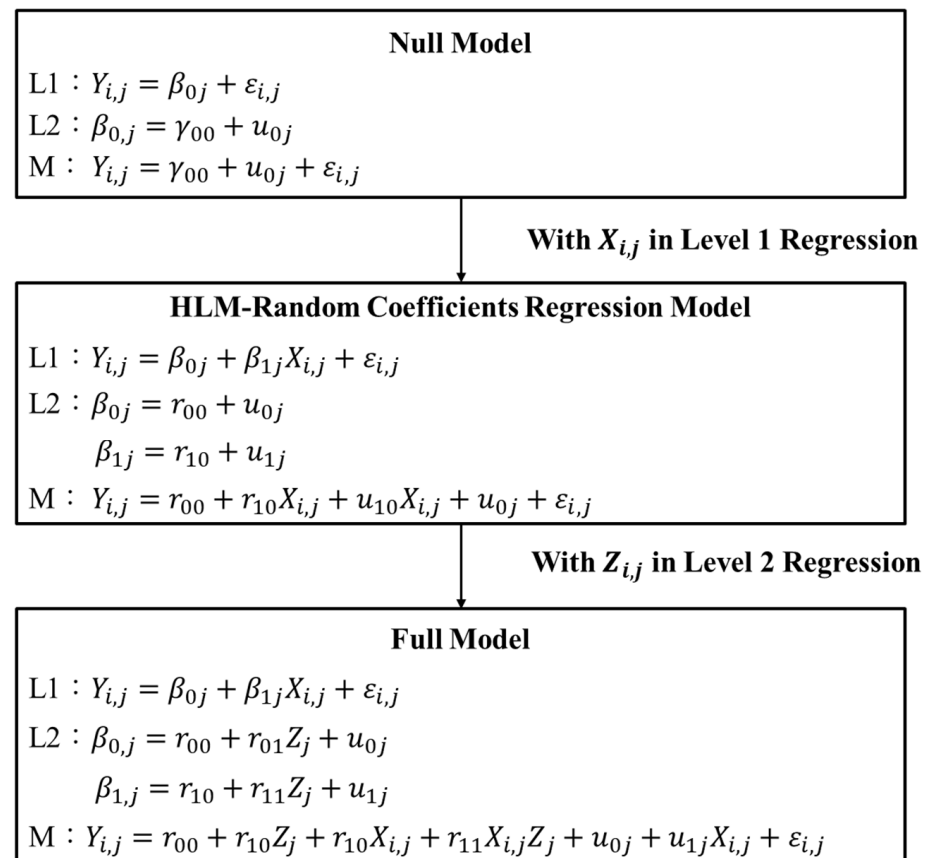 Null Model
L1：Y_{i,j} = β_{0j} + ε_{i,j}
L2：β_{0,j} = γ_{00} + u_{0j}
M： Y_{i,j} = γ_{00} + u_{0j} + ε_{i,j}
With X_{i,j} in Level 1 Regression
HLM-Random Coefficients Regression Model
L1：Y_{i,j} = β_{0j} + β_{1j}X_{i,j} + ε_{i,j}
L2：β_{0j} = r_{00} + u_{0j}
β_{1j} = r_{10} + u_{1j}
M： Y_{i,j} = r_{00} + r_{10}X_{i,j} + u_{10}X_{i,j} + u_{0j} + ε_{i,j}
With Z_{i,j} in Level 2 Regression
Full Model
L1：Y_{i,j} = β_{0j} + β_{1j}X_{i,j} + ε_{i,j}
L2：β_{0,j} = r_{00} + r_{01}Z_j + u_{0j}
β_{1,j} = r_{10} + r_{11}Z_j + u_{1j}
M：Y_{i,j} = r_{00} + r_{10}Z_j + r_{10}X_{i,j} + r_{11}X_{i,j}Z_j + u_{0j} + u_{1j}X_{i,j} + ε_{i,j}